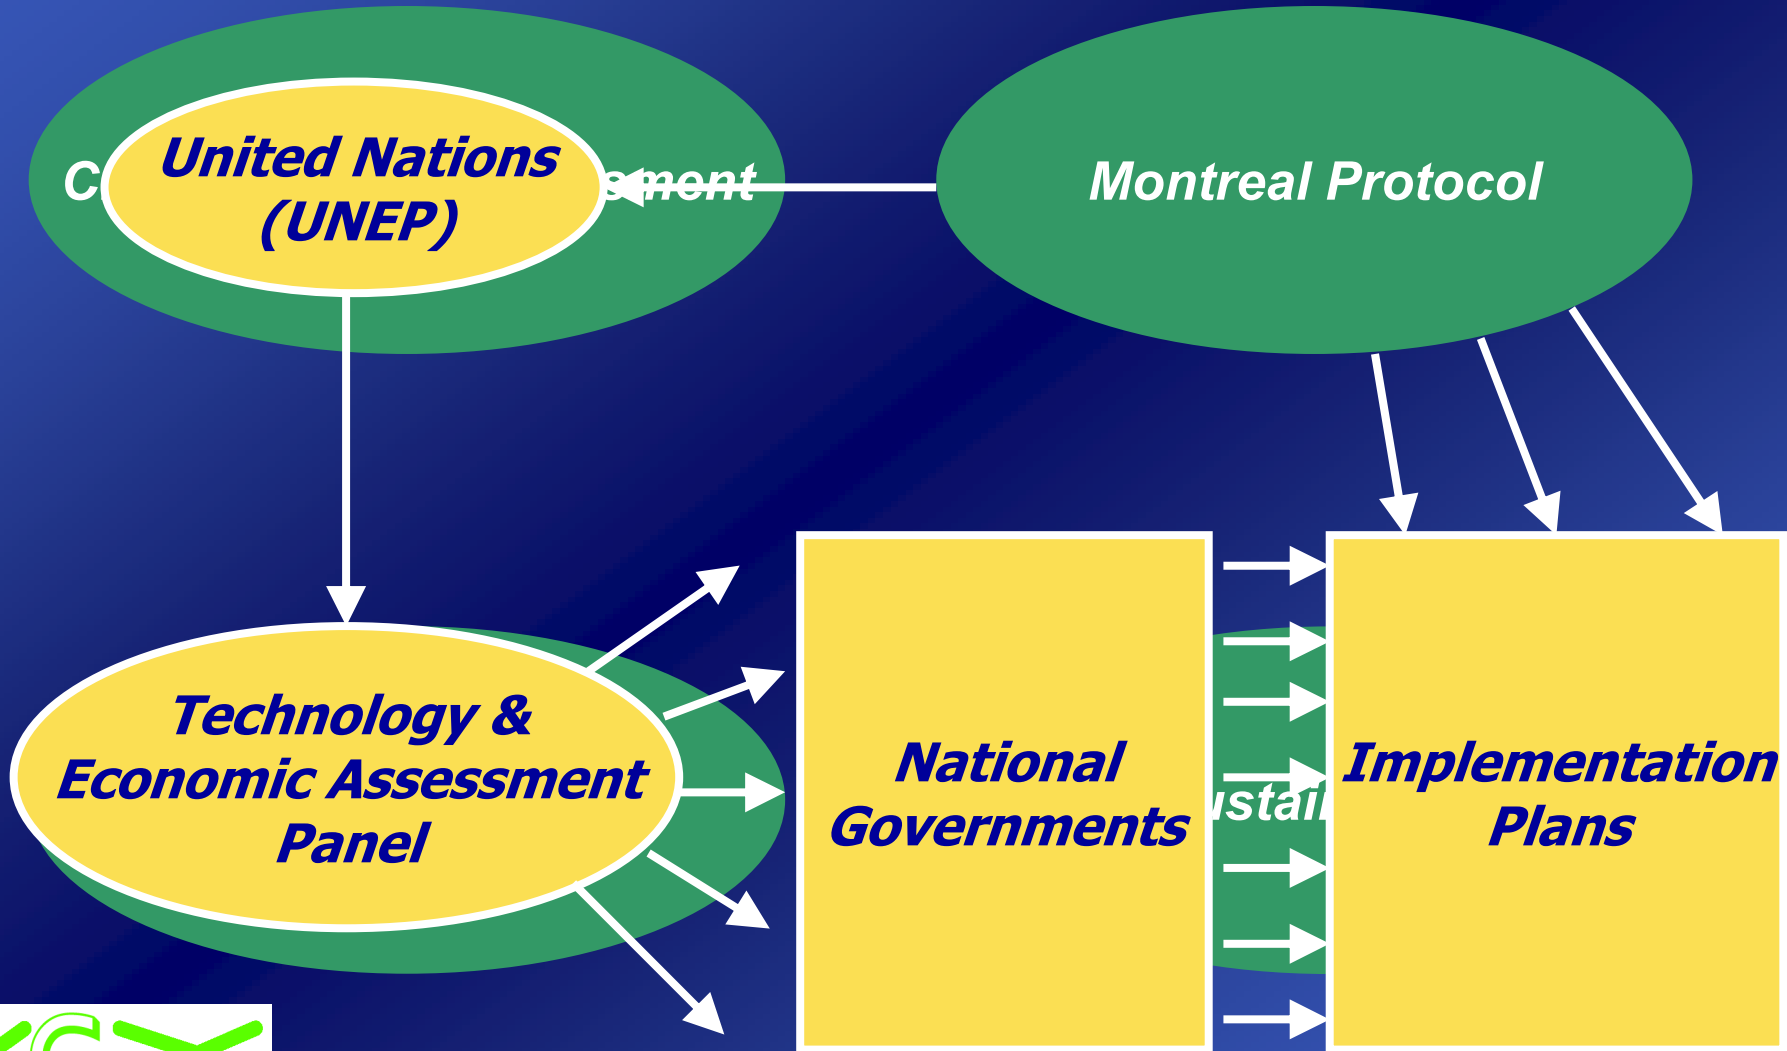 United Nations
(UNEP)
Montreal Protocol
Technology &
Economic Assessment
Panel
National
Governments
Implementation
Plans